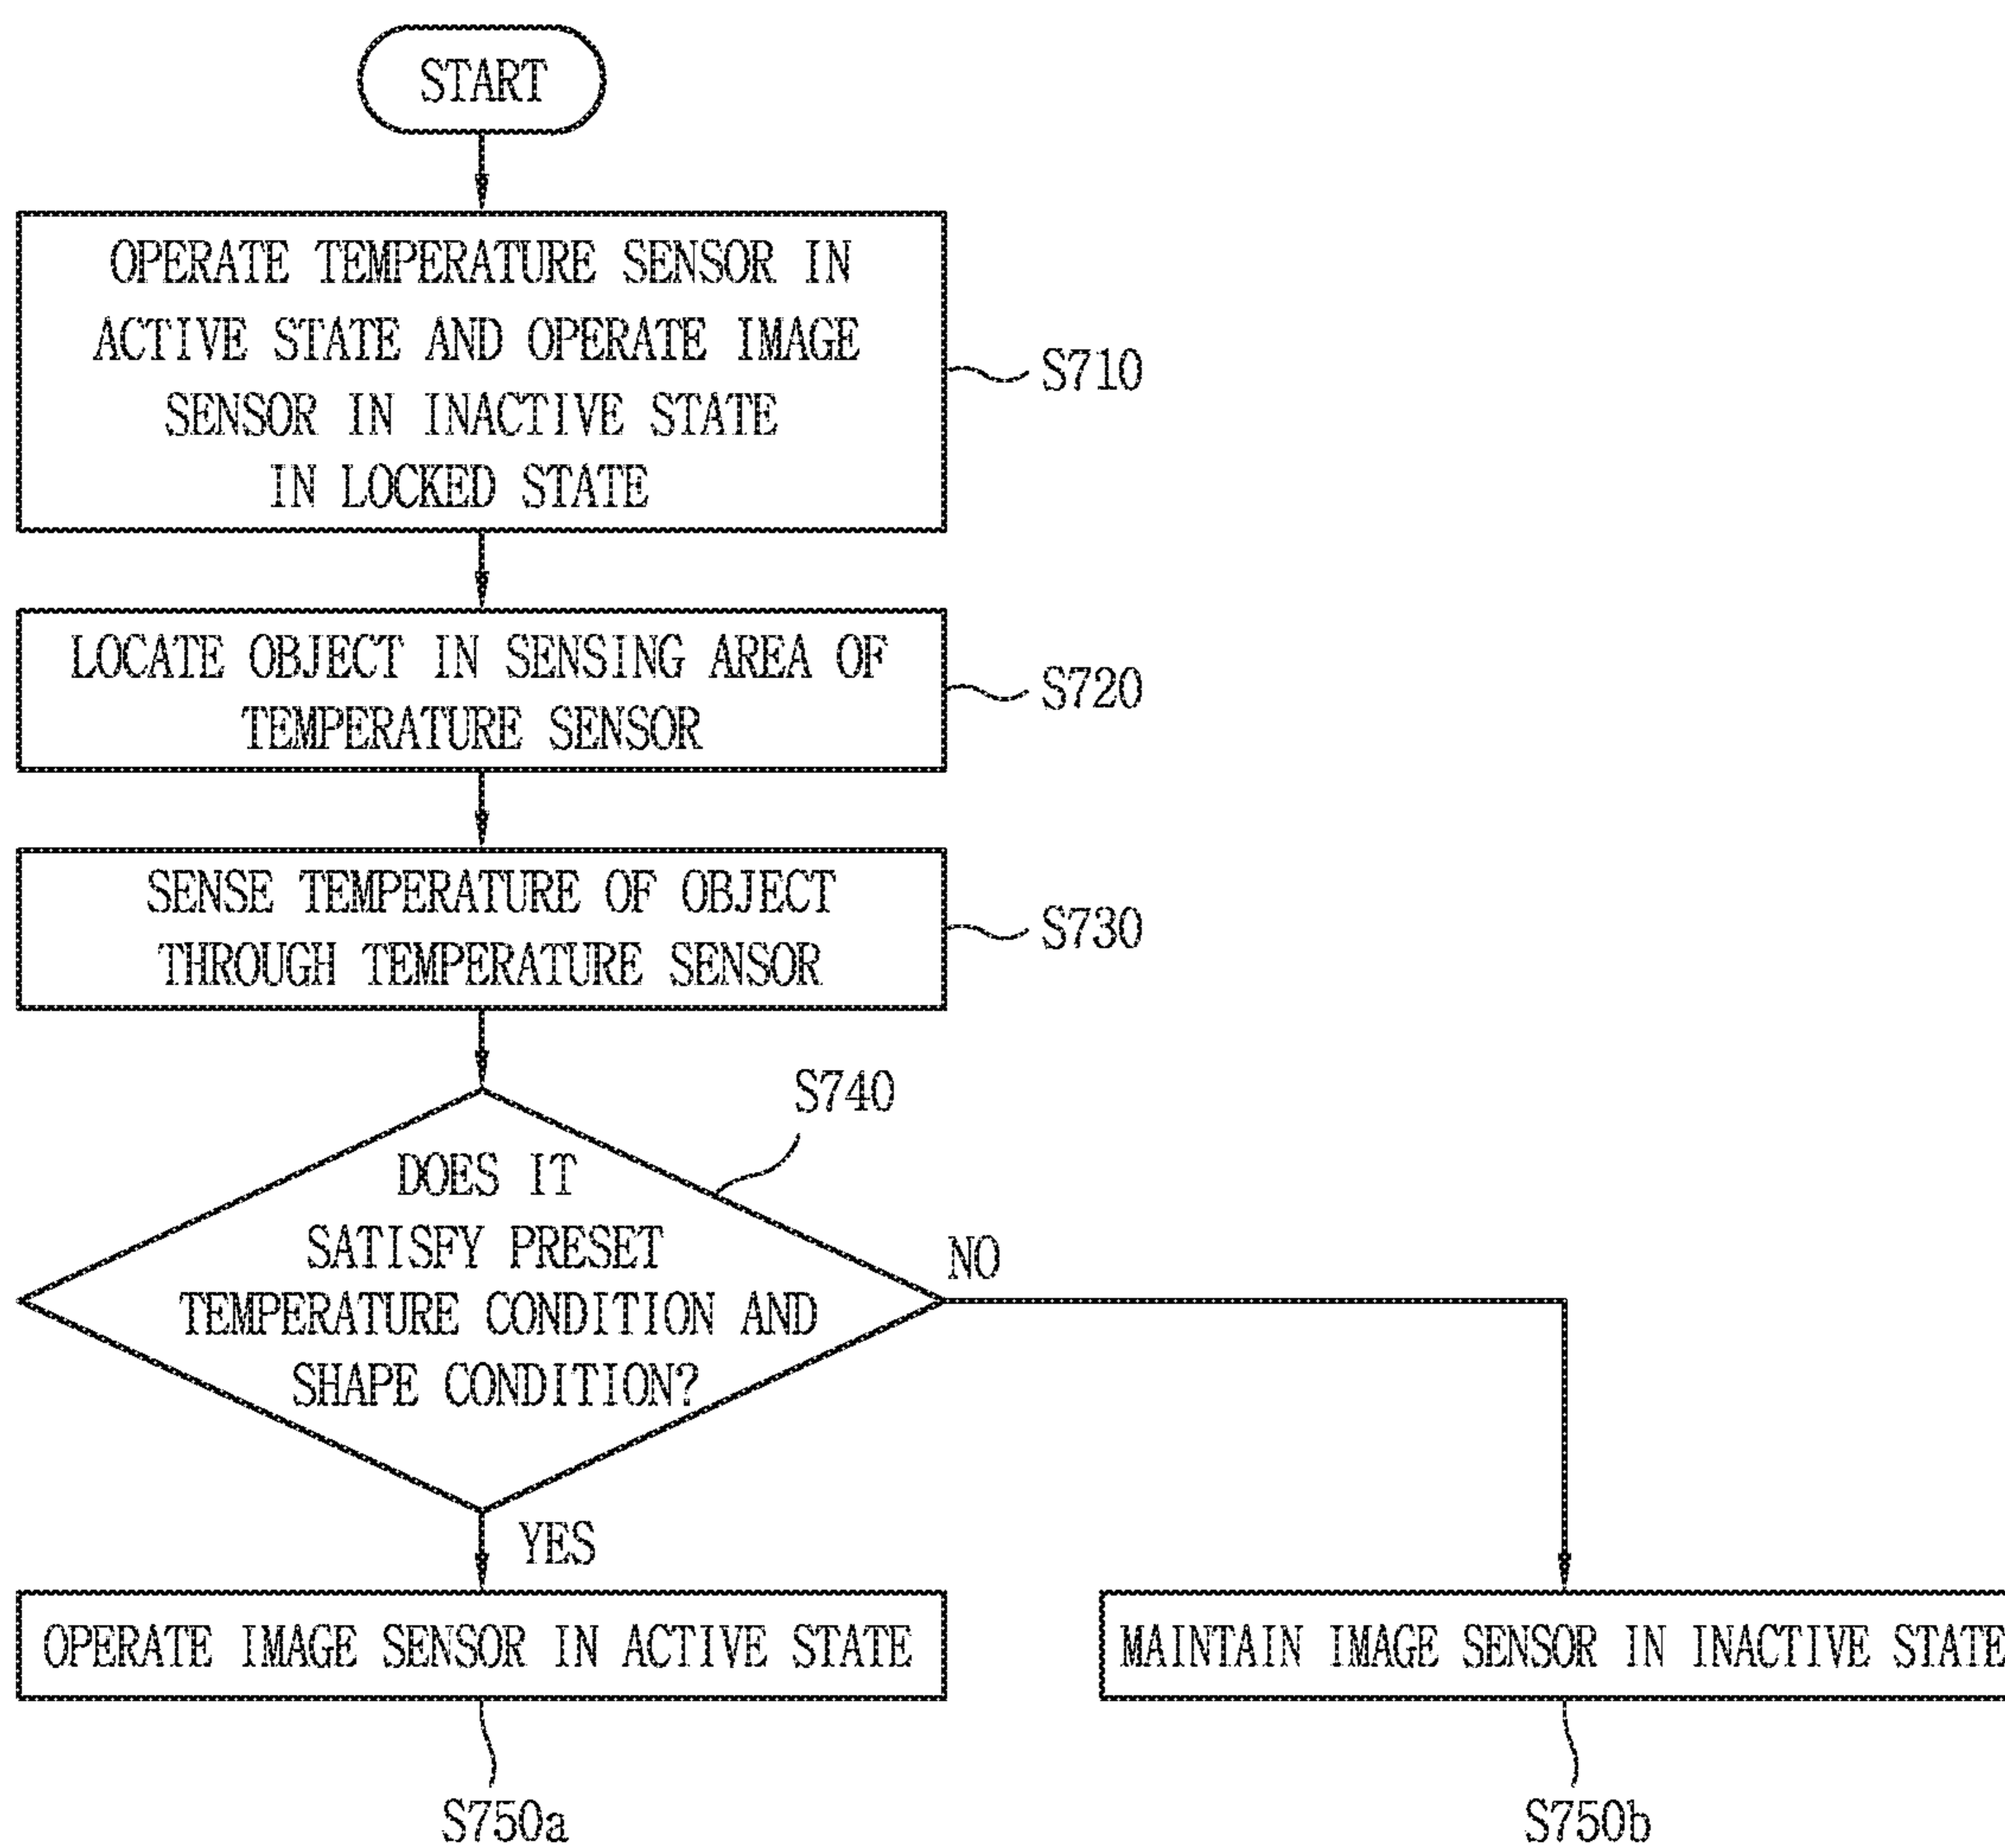 START
OPERATE TEMPERATURE SENSOR IN
ACTIVE STATE AND OPERATE IMAGE
SENSOR IN INACTIVE STATE
IN LOCKED STATE
S710
LOCATE OBJECT IN SENSING AREA OF
TEMPERATURE SENSOR
S720
SENSE TEMPERATURE OF OBJECT
THROUGH TEMPERATURE SENSOR
S730
S740
DOES IT
SATISFY PRESET
TEMPERATURE CONDITION AND
SHAPE CONDITION?
NO
YES
OPERATE IMAGE SENSOR IN ACTIVE STATE
MAINTAIN IMAGE SENSOR IN INACTIVE STATE
S750a
S750b